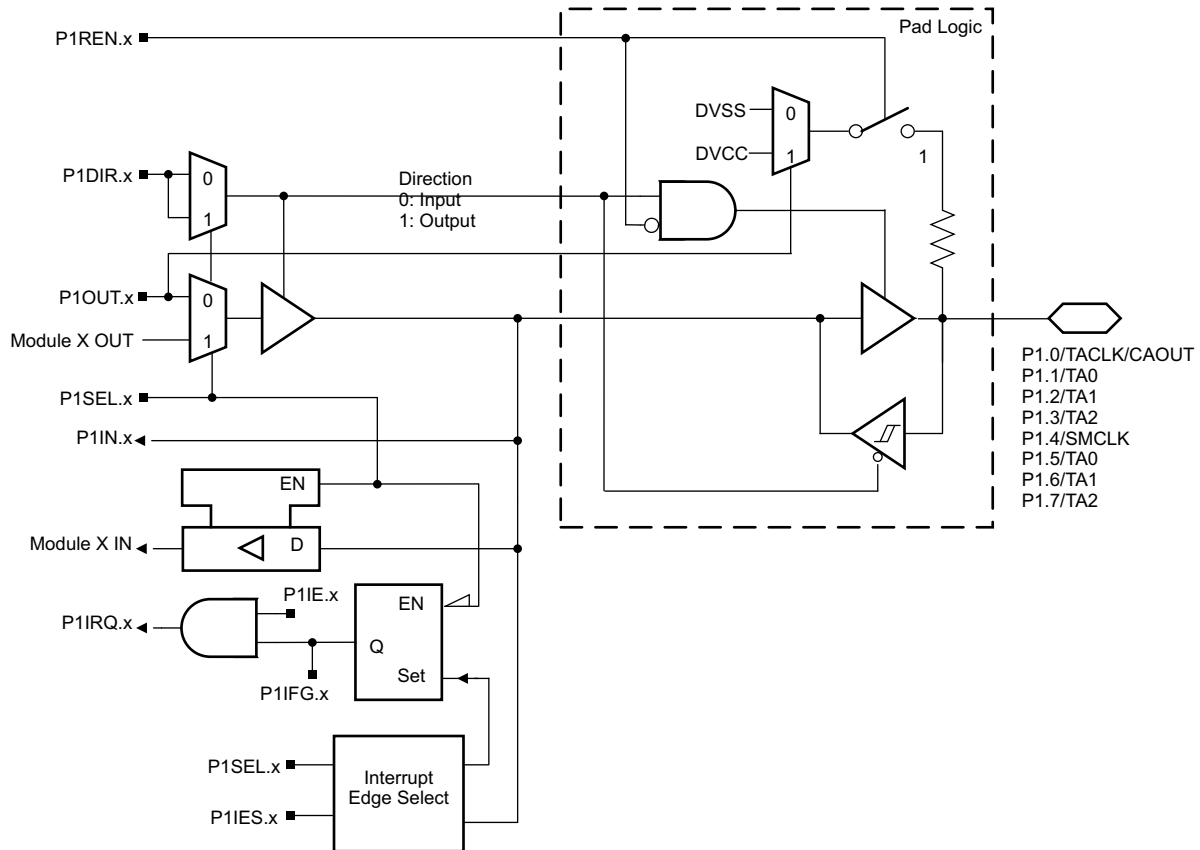 Pad Logic
P1REN.x
DVSS
0
DVCC
1
1
P1DIR.x
0
1
Direction
0: Input
1: Output
P1OUT.x
0
Module X OUT
1
P1SEL.x
P1IN.x
EN
Module X IN
D
P1IE.x
P1IRQ.x
EN
Q
Set
P1IFG.x
P1SEL.x
P1IES.x
Interrupt
Edge Select
P1.0/TACLK/CAOUT
P1.1/TA0
P1.2/TA1
P1.3/TA2
P1.4/SMCLK
P1.5/TA0
P1.6/TA1
P1.7/TA2